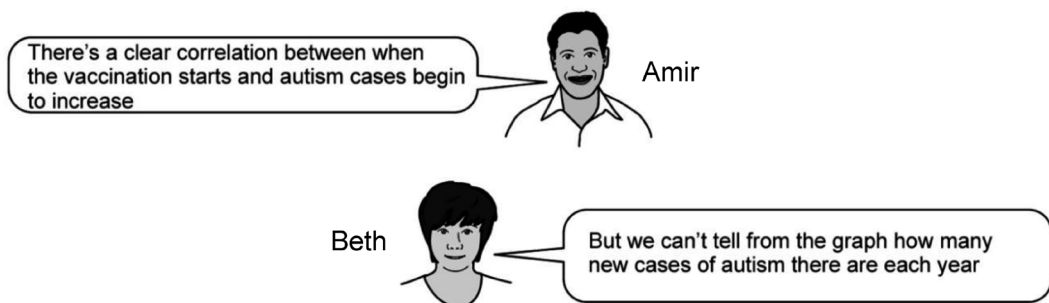 There's a clear correlation between when
the vaccination starts and autism cases begin
to increase
Amir
Beth
But we can't tell from the graph how many
new cases of autism there are each year